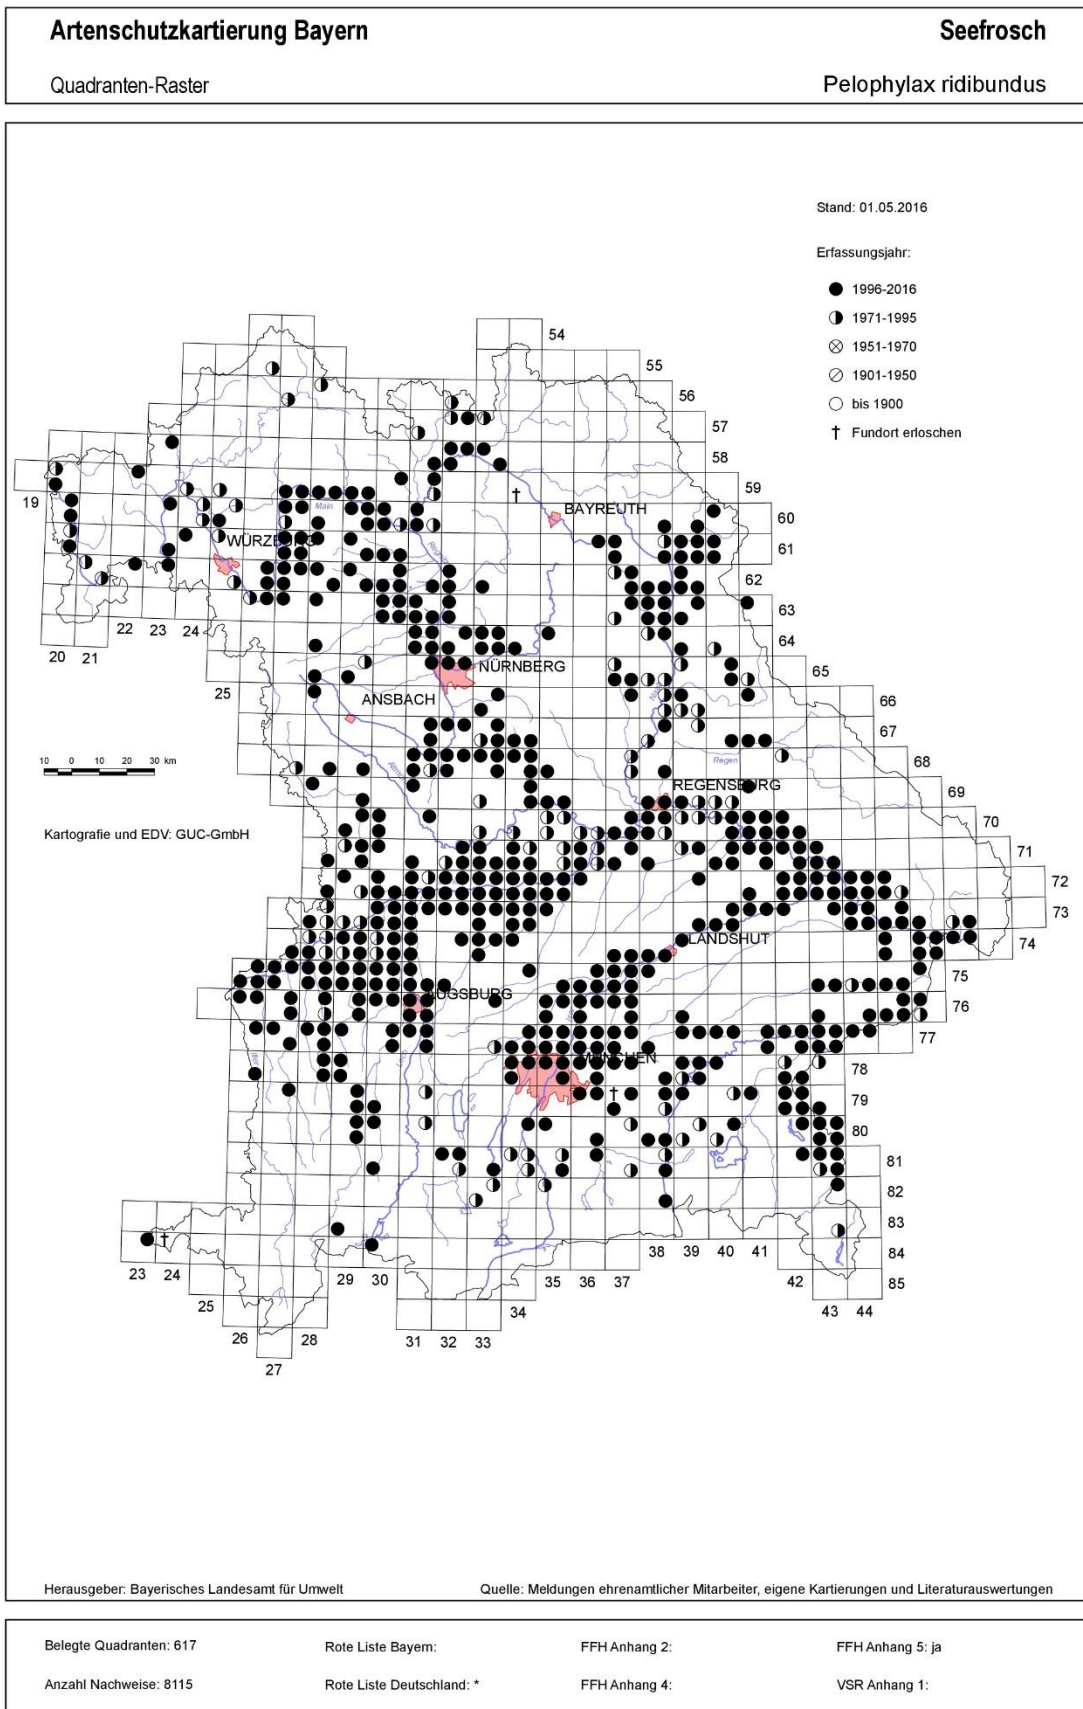 Artenschutzkartierung Bayern
Seefrosch
Quadranten-Raster
Pelophylax ridibundus
Stand: 01.05.2016
Erfassungsjahr:
1996-2016
1971-1995
1951-1970
1901-1950
bis 1900
† Fundort erloschen
54
55
56
57
58
59
19
60
BAYREUTH
Main
61
WÜRZBURG
62
63
22 23 24
64
20 21
NÜRNBERG
65
25
ANSBACH
66
67
Regen
68
10 0 10 20 30 km
REGENSBURG
69
70
Kartografie und EDV: GUC-GmbH
71
72
73
LANDSHUT
74
75
AUGSBURG
76
77
MÜNCHEN
78
79
80
81
82
83
38 39 40 41
84
23 24
29 30
35 36 37
42
85
25
34
43 44
26
28
31 32 33
27
Herausgeber: Bayerisches Landesamt für Umwelt
Quelle: Meldungen ehrenamtlicher Mitarbeiter, eigene Kartierungen und Literaturauswertungen
Belegte Quadranten: 617
Rote Liste Bayern:
FFH Anhang 2:
FFH Anhang 5: ja
Anzahl Nachweise: 8115
Rote Liste Deutschland: *
FFH Anhang 4:
VSR Anhang 1: